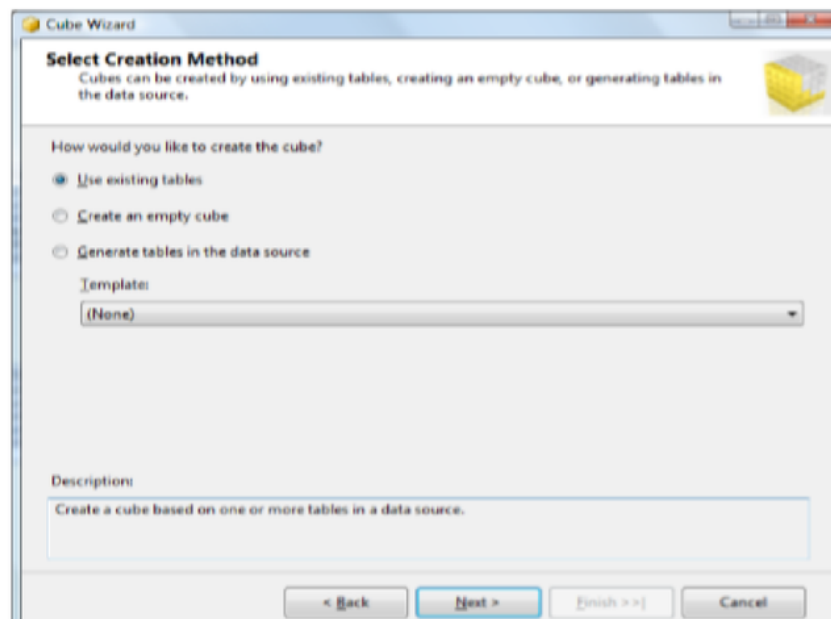 Cube Wizard
Select Creation Method
Cubes can be created by using existing tables, creating an empty cube, or generating tables in
the data source.
How would you like to create the cube?
Use existing tables
Create an empty cube
Generate tables in the data source
Template:
(None)
Description:
Create a cube based on one or more tables in a data source.
< Back
Next >
Finish >>|
Cancel